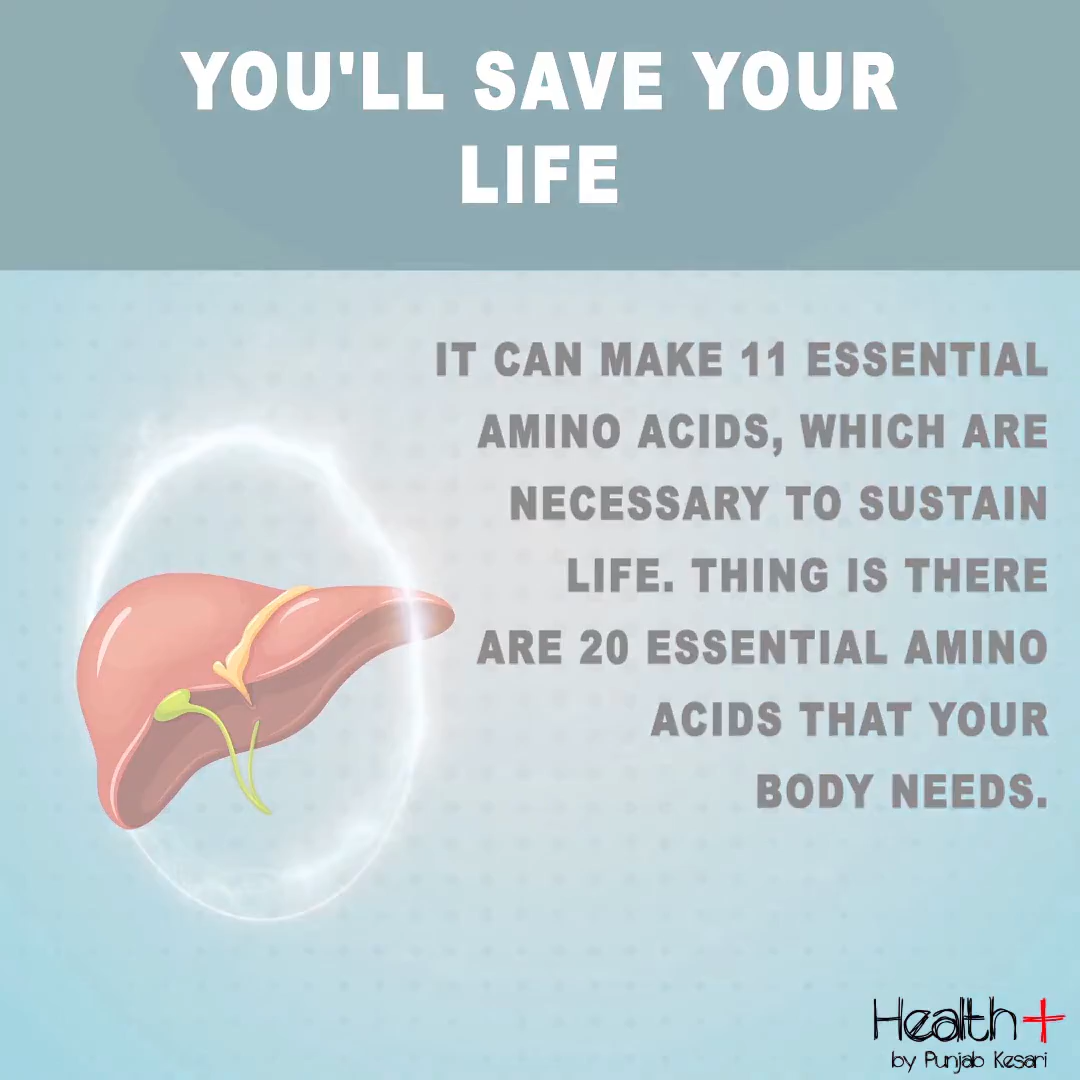 YOU'LL SAVE YOUR
LIFE
IT CAN MAKE 11 ESSENTIAL
AMINO ACIDS, WHICH ARE
NECESSARY TO SUSTAIN
LIFE. THING IS THERE
ARE 20 ESSENTIAL AMINO
ACIDS THAT YOUR
BODY NEEDS.
Health+
by Punjab Kesari